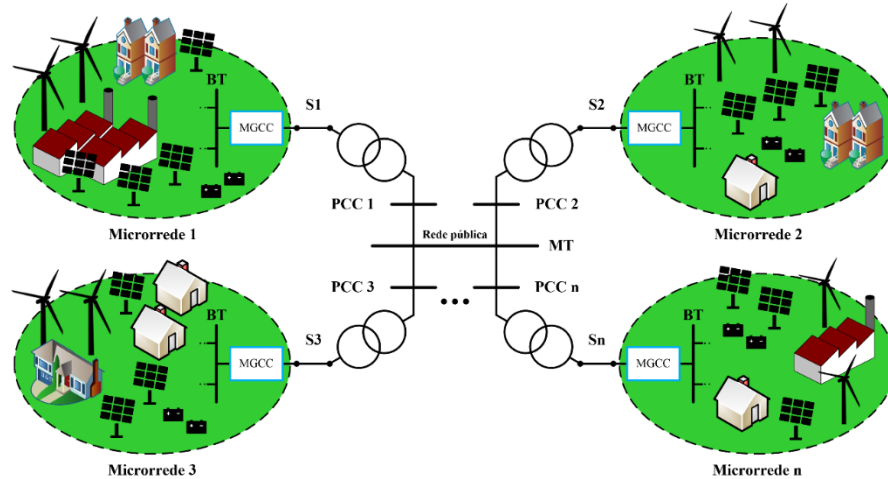 BT
S1
MGCC
PCC 1
Microrrede 1
S2
BT
MGCC
PCC 2
Microrrede 2
Rede pública
MT
PCC 3
PCC n
BT
S3
MGCC
Microrrede 3
Sn
BT
MGCC
Microrrede n